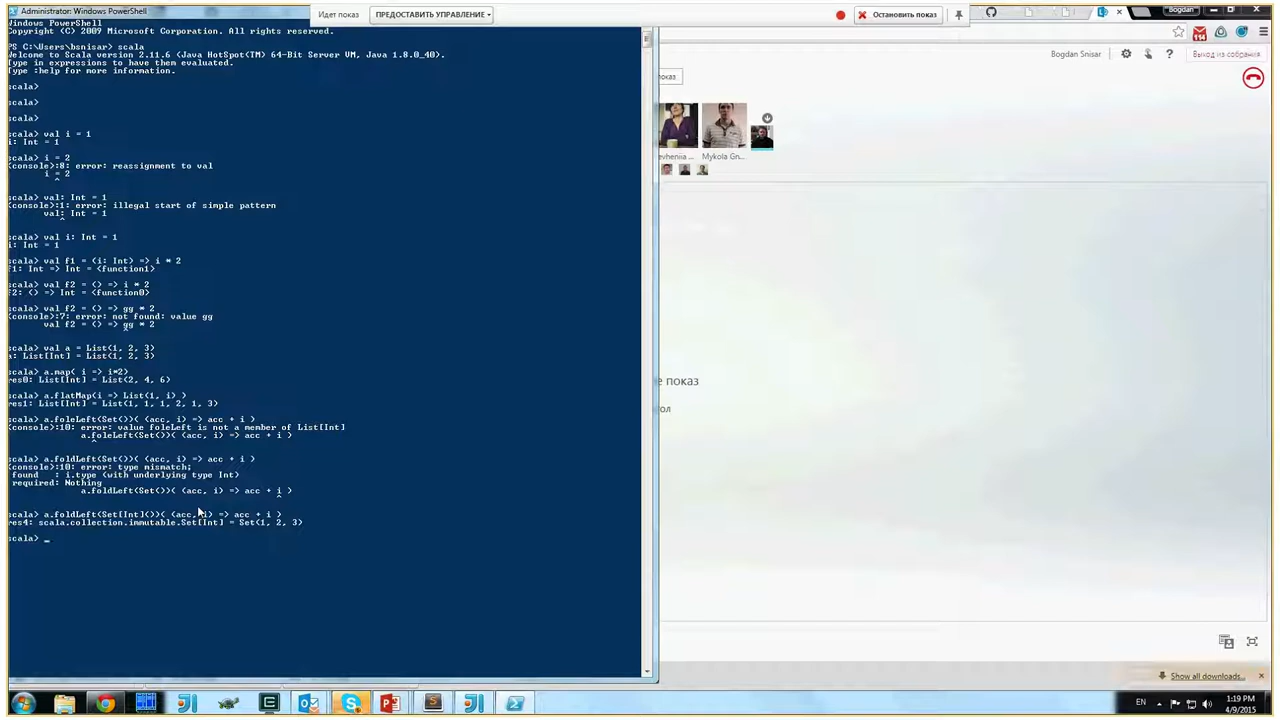 Administrator: Windows PowerShell
Идет показ
ПРЕДОСТАВИТЬ УПРАВЛЕНИЕ
Остановить показ
Bogdan
Windows PowerShell
Copyright (C) 2009 Microsoft Corporation. All rights reserved.
PS C:\Users\hsnisar> scala
Welcome to Scala version 2.11.6 (Java HotSpot(TM) 64-Bit Server VM, Java 1.8.0_40).
Type in expressions to have them evaluated.
Type :help for more information.
scala>
scala>
scala>
scala> val i = 1
i: Int = 1
scala> i = 2
<console>:8: error: reassignment to val
i = 2
^
scala> val: Int = 1
<console>:1: error: illegal start of simple pattern
val: Int = 1
^
scala> val i: Int = 1
i: Int = 1
scala> val f1 = (i: Int) => i * 2
f1: Int => Int = <function1>
scala> val f2 = () => i * 2
f2: () => Int = <function0>
scala> val f2 = () => gg * 2
<console>:7: error: not found: value gg
val f2 = () => gg * 2
^
scala> val a = List(1, 2, 3)
a: List[Int] = List(1, 2, 3)
scala> a.map( i => i*2)
res0: List[Int] = List(2, 4, 6)
scala> a.flatMap(i => List(1, i) )
res1: List[Int] = List(1, 1, 1, 2, 1, 3)
scala> a.foleLeft(Set())( (acc, i) => acc + i )
<console>:10: error: value foleLeft is not a member of List[Int]
a.foleLeft(Set())( (acc, i) => acc + i )
^
scala> a.foldLeft(Set())( (acc, i) => acc + i )
<console>:10: error: type mismatch;
found   : i.type (with underlying type Int)
required: Nothing
a.foldLeft(Set())( (acc, i) => acc + i )
^
scala> a.foldLeft(Set[Int]())( (acc, i) => acc + i )
res4: scala.collection.immutable.Set[Int] = Set(1, 2, 3)
scala> _
114
Bogdan Snisar
?
Выход из собрания
показ
evheniia ...
Mykola Gn...
е показ
ол
Show all downloads...
EN
1:19 PM
4/9/2015